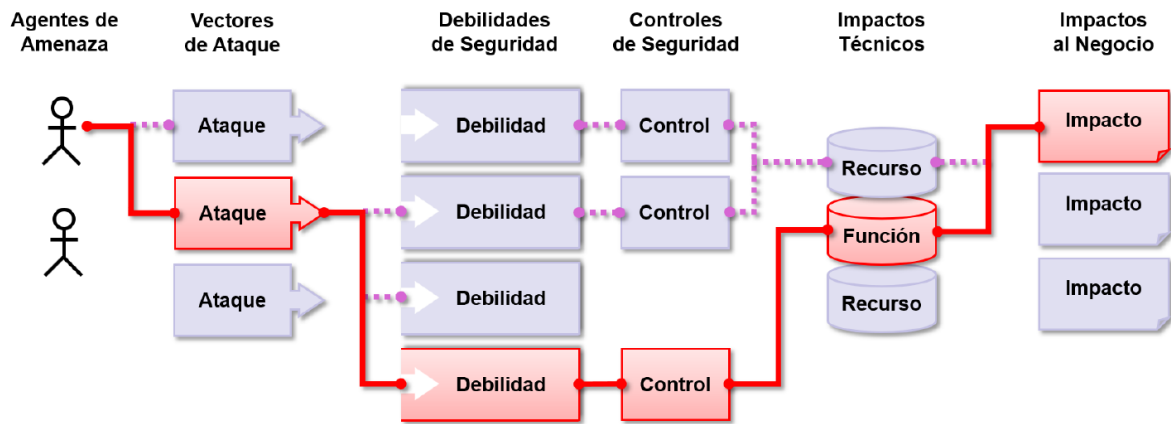 Agentes de
Amenaza
Vectores
de Ataque
Debilidades
de Seguridad
Controles
de Seguridad
Impactos
Técnicos
Impactos
al Negocio
Ataque
Debilidad
Control
Recurso
Impacto
Ataque
Debilidad
Control
Función
Impacto
Ataque
Debilidad
Recurso
Impacto
Debilidad
Control